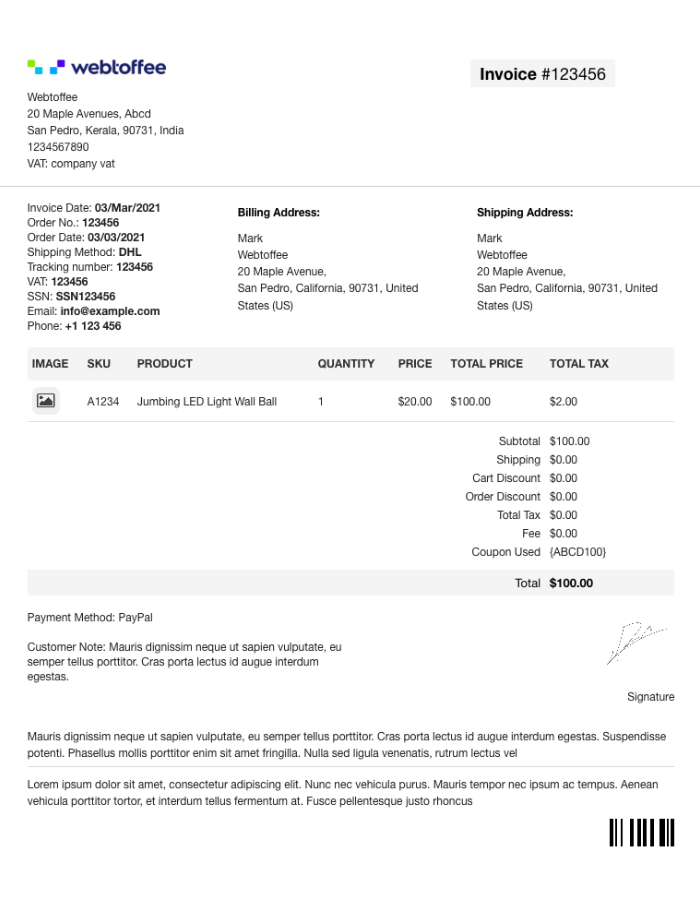 webtoffee
Invoice #123456
Webtoffee
20 Maple Avenues, Abcd
San Pedro, Kerala, 90731, India
1234567890
VAT: company vat
Invoice Date: 03/Mar/2021
Order No.: 123456
Order Date: 03/03/2021
Shipping Method: DHL
Tracking number: 123456
VAT: 123456
SSN: SSN123456
Email: info@example.com
Phone: +1 123 456
Billing Address:
Mark
Webtoffee
20 Maple Avenue,
San Pedro, California, 90731, United
States (US)
Shipping Address:
Mark
Webtoffee
20 Maple Avenue,
San Pedro, California, 90731, United
States (US)
IMAGE SKU PRODUCT QUANTITY PRICE TOTAL PRICE TOTAL TAX
A1234 Jumbing LED Light Wall Ball 1 $20.00 $100.00 $2.00
Subtotal $100.00
Shipping $0.00
Cart Discount $0.00
Order Discount $0.00
Total Tax $0.00
Fee $0.00
Coupon Used {ABCD100}
Total $100.00
Payment Method: PayPal
Customer Note: Mauris dignissim neque ut sapien vulputate, eu
semper tellus porttitor. Cras porta lectus id augue interdum
egestas.
Signature
Mauris dignissim neque ut sapien vulputate, eu semper tellus porttitor. Cras porta lectus id augue interdum egestas. Suspendisse
potenti. Phasellus mollis porttitor enim sit amet fringilla. Nulla sed ligula venenatis, rutrum lectus vel
Lorem ipsum dolor sit amet, consectetur adipiscing elit. Nunc nec vehicula purus. Mauris tempor nec ipsum ac tempus. Aenean
vehicula porttitor tortor, et interdum tellus fermentum at. Fusce pellentesque justo rhoncus